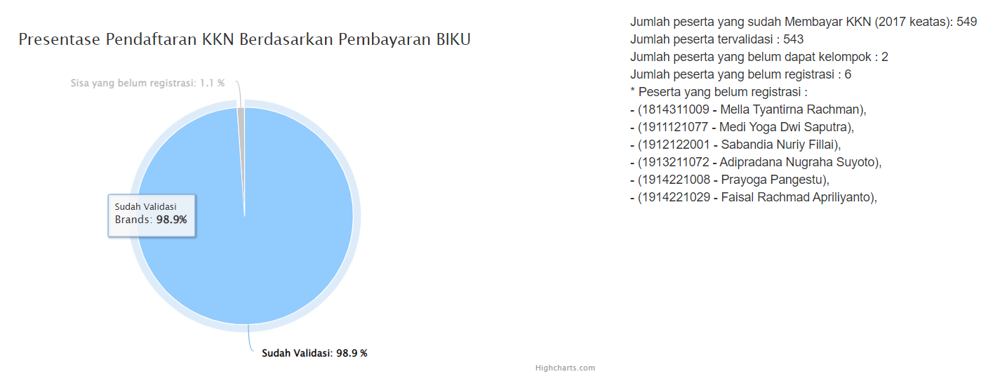 Presentase Pendaftaran KKN Berdasarkan Pembayaran BIKU
Sisa yang belum registrasi: 1.1 %
Sudah Validasi
Brands: 98.9%
Sudah Validasi: 98.9 %
Highcharts.com
Jumlah peserta yang sudah Membayar KKN (2017 keatas): 549
Jumlah peserta tervalidasi : 543
Jumlah peserta yang belum dapat kelompok : 2
Jumlah peserta yang belum registrasi : 6
* Peserta yang belum registrasi :
- (1814311009 - Mella Tyantirna Rachman),
- (1911121077 - Medi Yoga Dwi Saputra),
- (1912122001 - Sabandia Nuriy Fillai),
- (1913211072 - Adipradana Nugraha Suyoto),
- (1914221008 - Prayoga Pangestu),
- (1914221029 - Faisal Rachmad Apriliyanto),